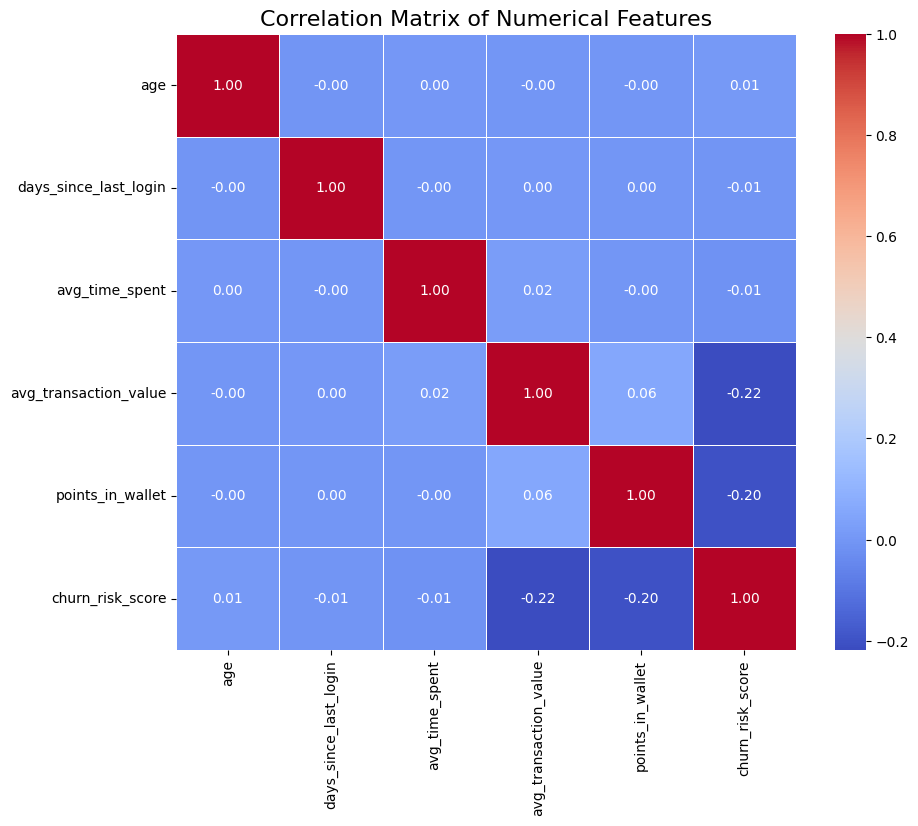 Correlation Matrix of Numerical Features
age 1.00 -0.00 0.00 -0.00 -0.00 0.01
days_since_last_login -0.00 1.00 -0.00 0.00 0.00 -0.01
avg_time_spent 0.00 -0.00 1.00 0.02 -0.00 -0.01
avg_transaction_value -0.00 0.00 0.02 1.00 0.06 -0.22
points_in_wallet -0.00 0.00 -0.00 0.06 1.00 -0.20
churn_risk_score 0.01 -0.01 -0.01 -0.22 -0.20 1.00
age
days_since_last_login
avg_time_spent
avg_transaction_value
points_in_wallet
churn_risk_score
1.0
0.8
0.6
0.4
0.2
0.0
−0.2